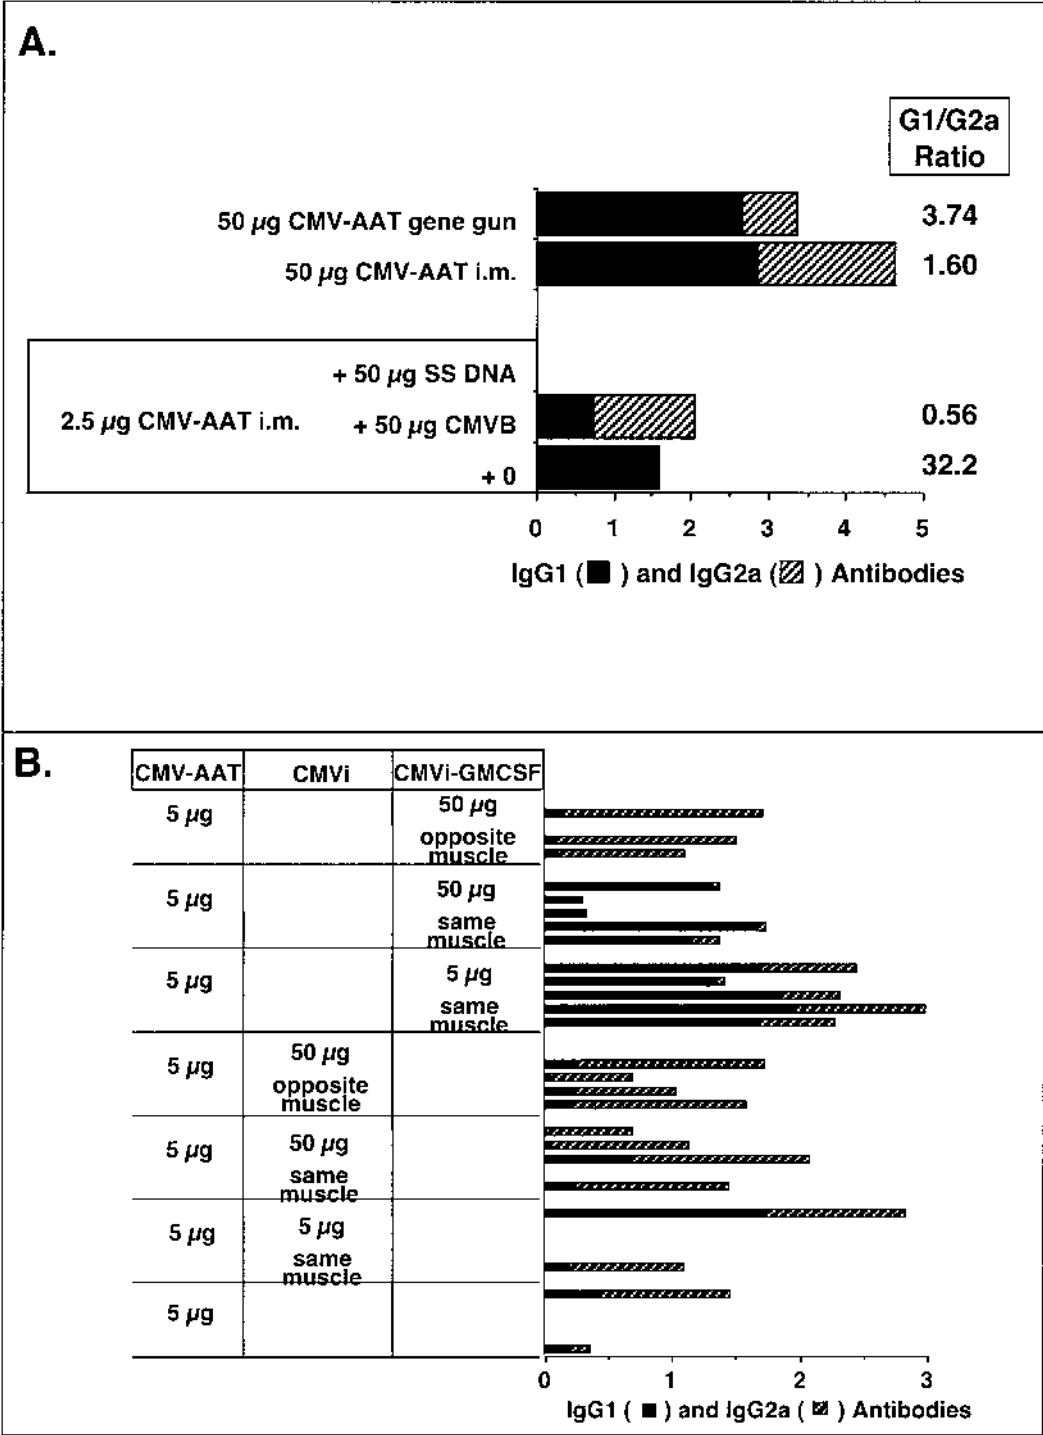 A.
G1/G2a
Ratio
50 µg CMV-AAT gene gun
3.74
50 µg CMV-AAT i.m.
1.60
+ 50 µg SS DNA
2.5 µg CMV-AAT i.m.
+ 50 µg CMVB
0.56
+ 0
32.2
0 1 2 3 4 5
IgG1 ( ) and IgG2a ( ) Antibodies
B.
CMV-AAT CMVi CMVi-GMCSF
5 µg
50 µg
opposite
muscle
5 µg
50 µg
same
muscle
5 µg
5 µg
same
muscle
5 µg
50 µg
opposite
muscle
5 µg
50 µg
same
muscle
5 µg
5 µg
same
muscle
5 µg
0 1 2 3
IgG1 ( ) and IgG2a ( ) Antibodies